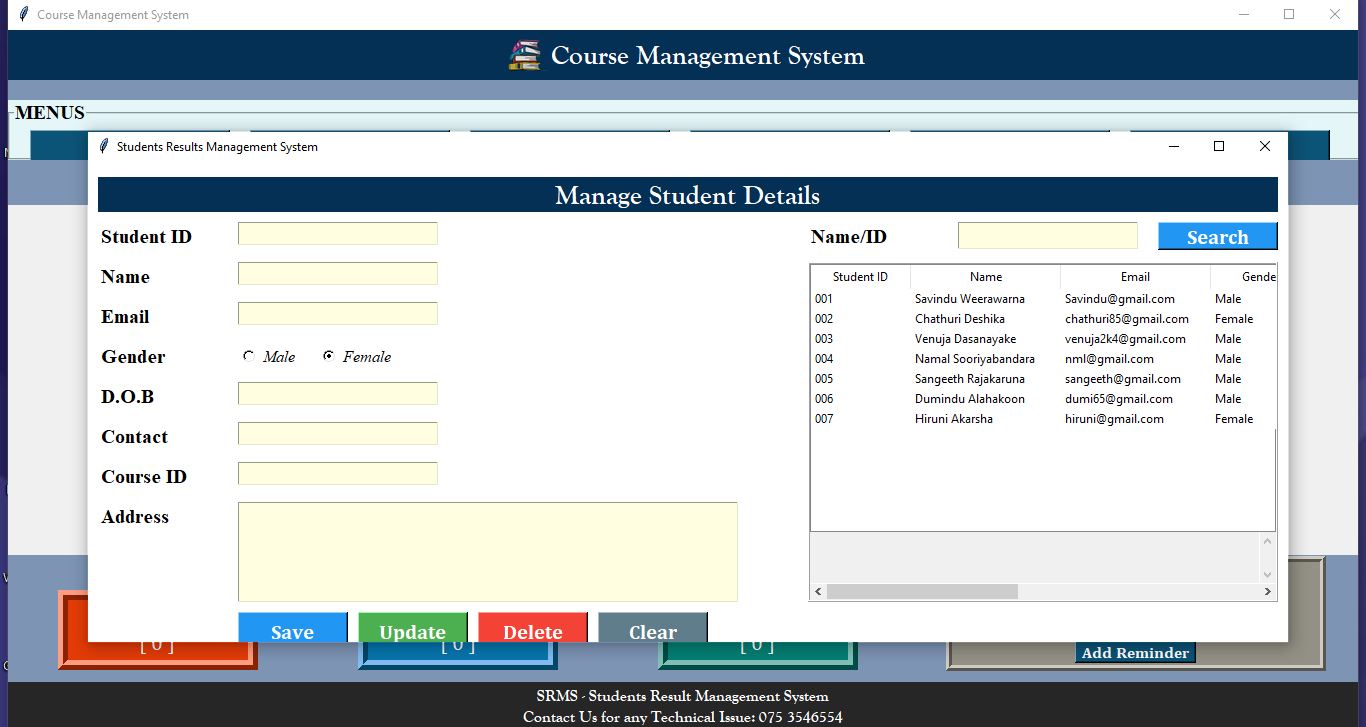 Course Management System
Course Management System
MENUS
Students Results Management System
Manage Student Details
Student ID
Name/ID
Search
Name
Email
Gender
Male
Female
D.O.B
Contact
Course ID
Address
Student ID Name Email Gende
001 Savindu Weerawarna Savindu@gmail.com Male
002 Chathuri Deshika chathuri85@gmail.com Female
003 Venuja Dasanayake venuja2k4@gmail.com Male
004 Namal Sooriyabandara nml@gmail.com Male
005 Sangeeth Rajakaruna sangeeth@gmail.com Male
006 Dumindu Alahakoon dumi65@gmail.com Male
007 Hiruni Akarsha hiruni@gmail.com Female
Save Update Delete Clear
[ 0 ] [ 0 ] [ 0 ]
Add Reminder
SRMS - Students Result Management System
Contact Us for any Technical Issue: 075 3546554